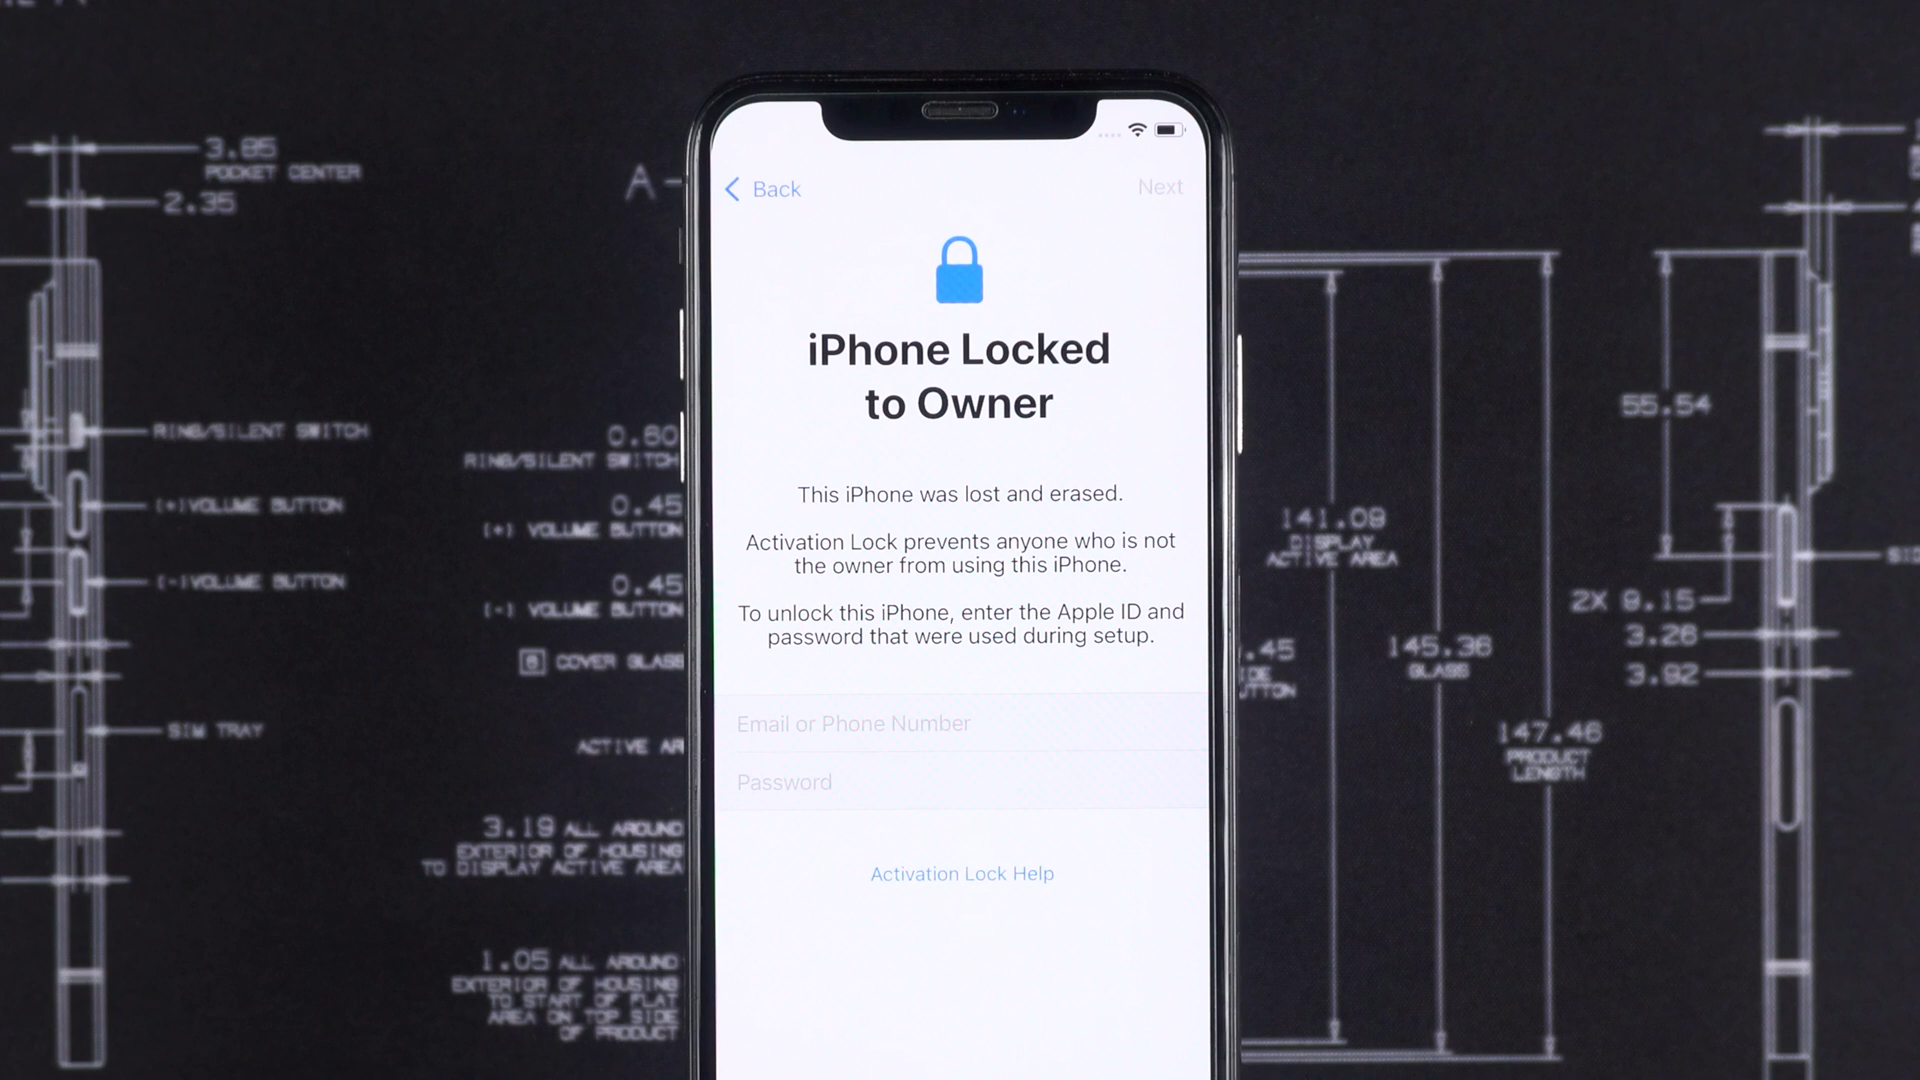 3.85
POCKET CENTER
2.35
RING/SILENT SWITCH
(+)VOLUME BUTTON
(-)VOLUME BUTTON
SIM TRAY
A-
0.60
RING/SILENT SWITCH
0.45
(+) VOLUME BUTTON
0.45
(-) VOLUME BUTTON
B COVER GLASS
ACTIVE AR
3.19 ALL AROUND
EXTERIOR OF HOUSING
TO DISPLAY ACTIVE AREA
1.05 ALL AROUND
EXTERIOR OF HOUSING
TO START OF FLAT
AREA ON TOP SIDE
OF PRODUCT
Back
Next
iPhone Locked
to Owner
This iPhone was lost and erased.
Activation Lock prevents anyone who is not
the owner from using this iPhone.
To unlock this iPhone, enter the Apple ID and
password that were used during setup.
Email or Phone Number
Password
Activation Lock Help
141.09
DISPLAY
ACTIVE AREA
.45
145.36
GLASS
147.46
PRODUCT
LENGTH
55.54
2X 9.15
3.26
3.92